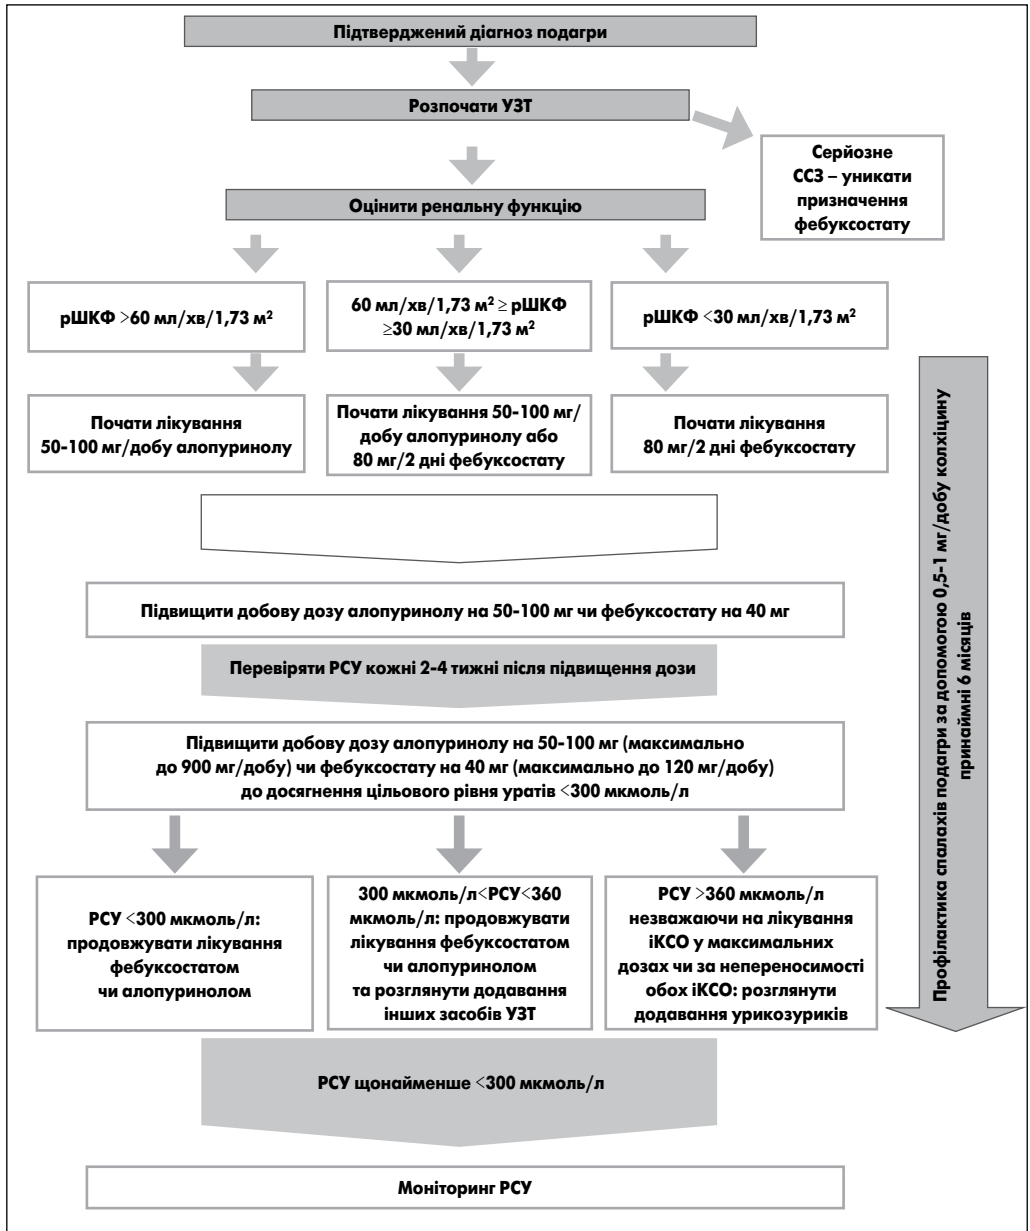 Підтверджений діагноз подагри
Розпочати УЗТ
Серйозне
ССЗ – уникати
призначення
фебуксостату
Оцінити ренальну функцію
рШКФ >60 мл/хв/1,73 м²
60 мл/хв/1,73 м² ≥ рШКФ
≥30 мл/хв/1,73 м²
рШКФ <30 мл/хв/1,73 м²
Почати лікування
50-100 мг/добу алопуринолу
Почати лікування 50-100 мг/
добу алопуринолу або
80 мг/2 дні фебуксостату
Почати лікування
80 мг/2 дні фебуксостату
Підвищити добову дозу алопуринолу на 50-100 мг чи фебуксостату на 40 мг
Перевіряти РСУ кожні 2-4 тижні після підвищення дози
Підвищити добову дозу алопуринолу на 50-100 мг (максимально
до 900 мг/добу) чи фебуксостату на 40 мг (максимально до 120 мг/добу)
до досягнення цільового рівня уратів <300 мкмоль/л
РСУ <300 мкмоль/л:
продовжувати лікування
фебуксостатом
чи алопуринолом
300 мкмоль/л<РСУ<360
мкмоль/л: продовжувати
лікування фебуксостатом
чи алопуринолом
та розглянути додавання
інших засобів УЗТ
РСУ >360 мкмоль/л
незважаючи на лікування
іКСО у максимальних
дозах чи за непереносимості
обох іКСО: розглянути
додавання урикозуриків
РСУ щонайменше <300 мкмоль/л
Моніторинг РСУ
Профілактика спалахів подагри за допомогою 0,5-1 мг/добу колхіцину
принаймні 6 місяців